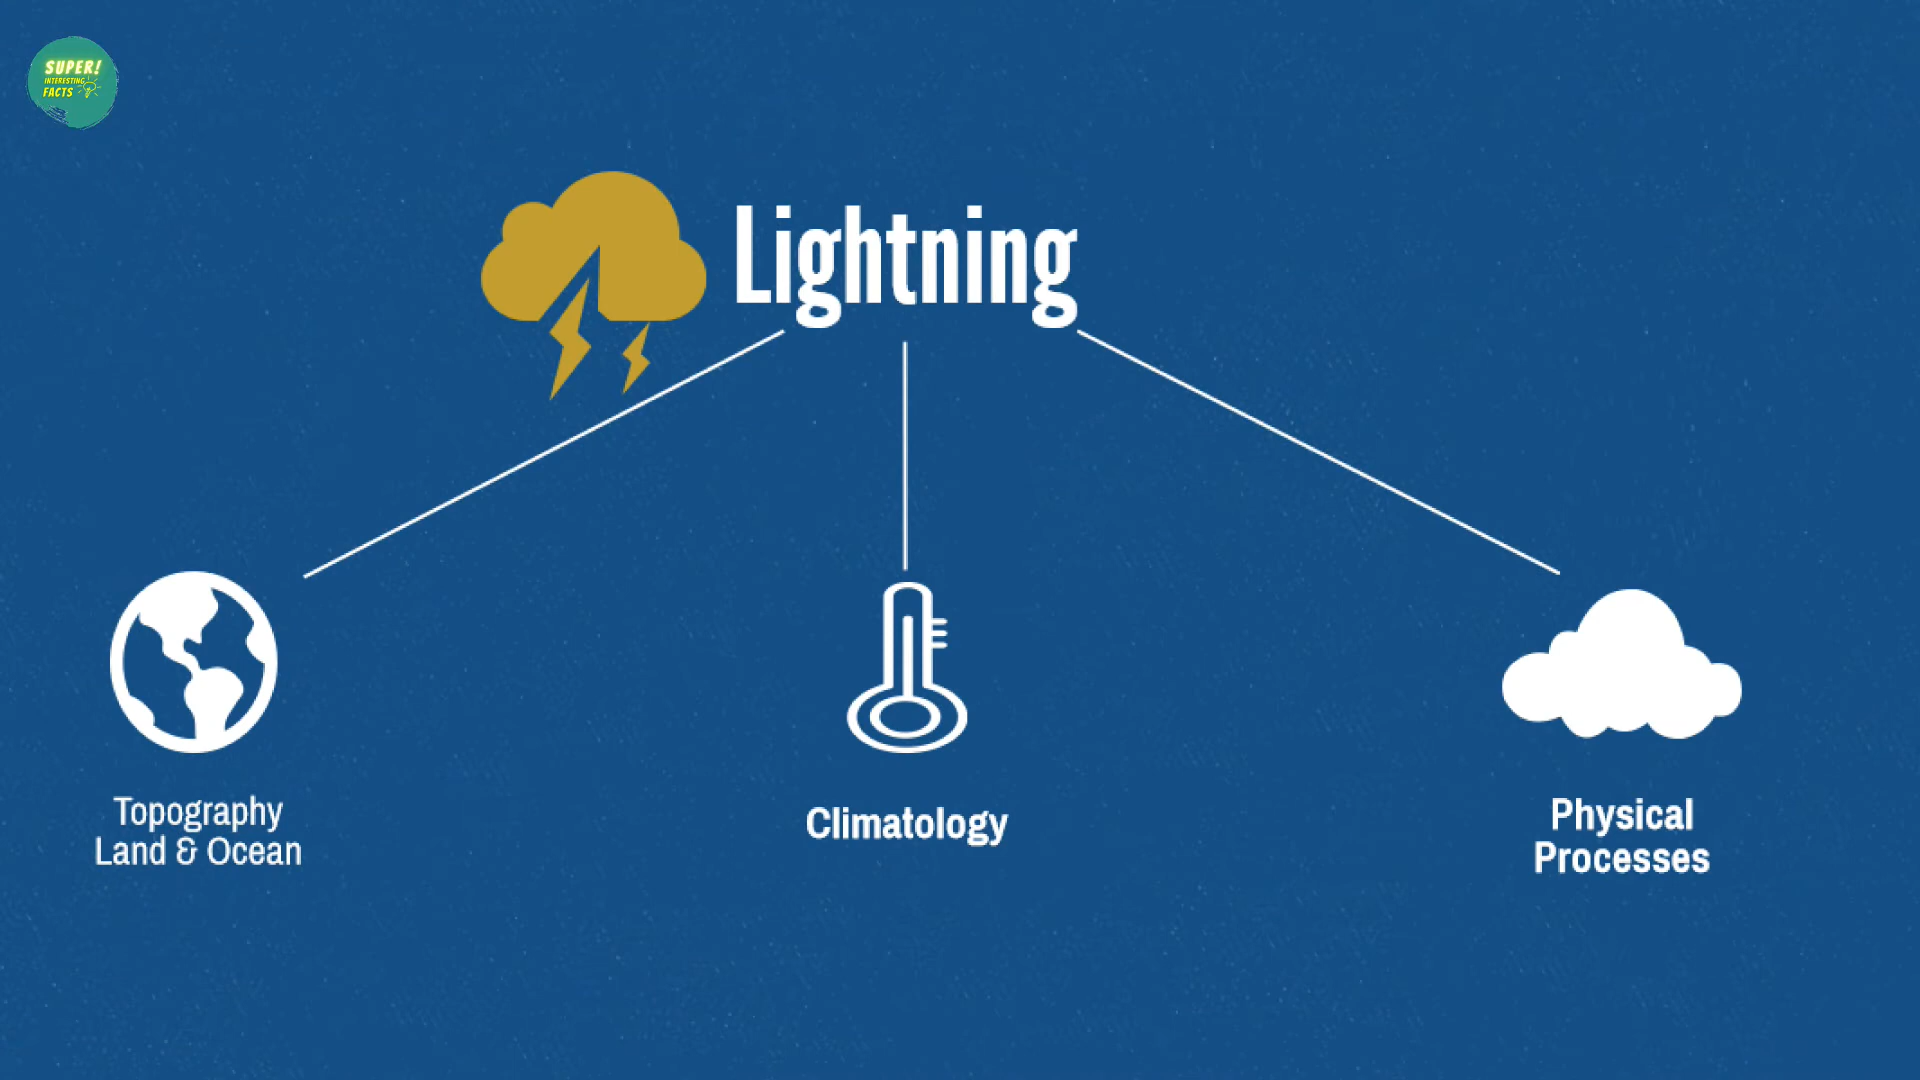 SUPER!
INTERESTING
FACTS
Lightning
Topography
Land & Ocean
Climatology
Physical
Processes